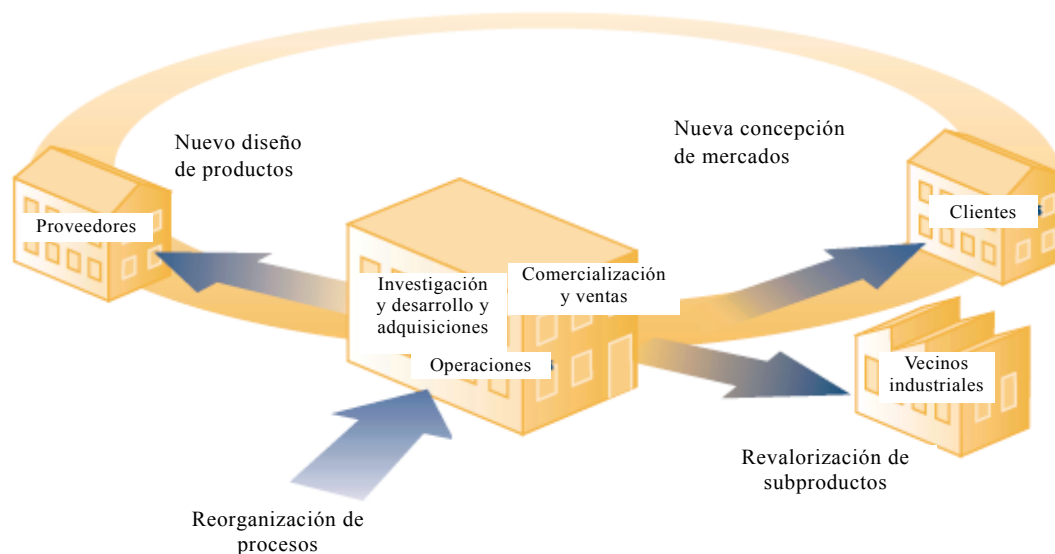 Nuevo diseño
de productos
Nueva concepción
de mercados
Proveedores
Clientes
Investigación
y desarrollo y
adquisiciones
Comercialización
y ventas
Operaciones
Vecinos
industriales
Revalorización de
subproductos
Reorganización de
procesos